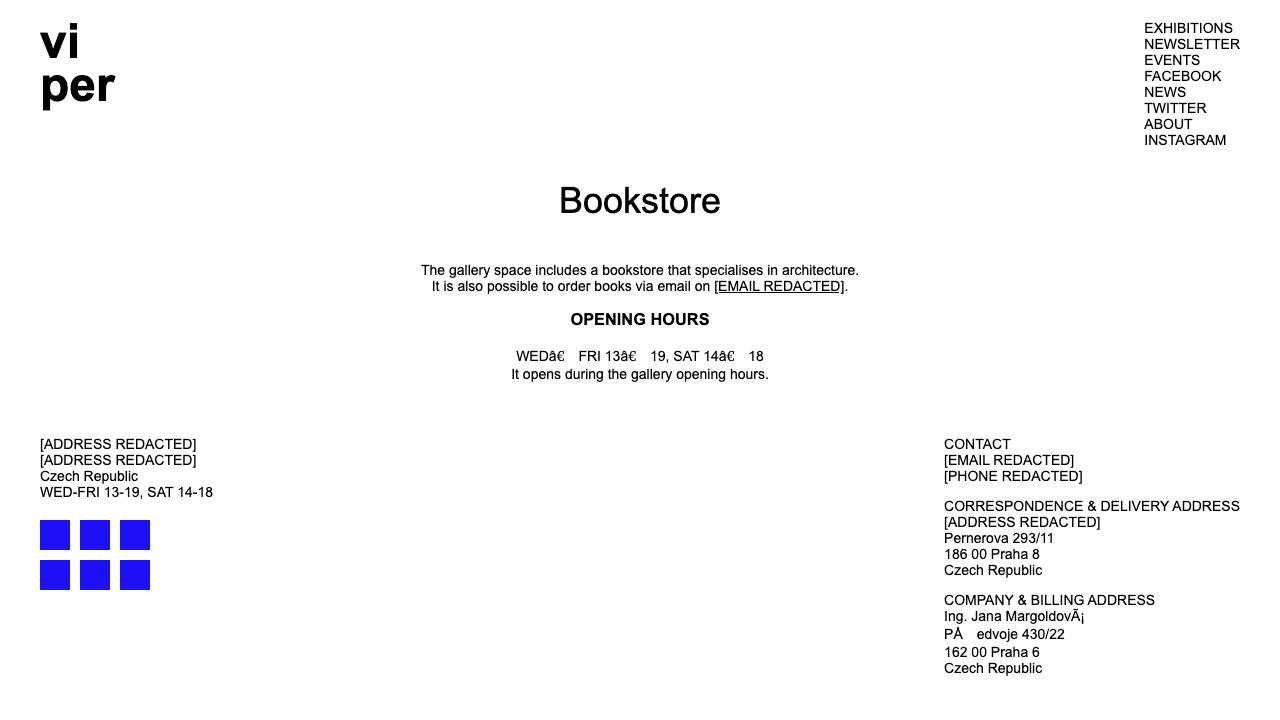 vi
per
EXHIBITIONS
NEWSLETTER
EVENTS
FACEBOOK
NEWS
TWITTER
ABOUT
INSTAGRAM
Bookstore
The gallery space includes a bookstore that specialises in architecture.
It is also possible to order books via email on [EMAIL REDACTED].
OPENING HOURS
WEDâ€ FRI 13â€ 19, SAT 14â€ 18
It opens during the gallery opening hours.
[ADDRESS REDACTED]
[ADDRESS REDACTED]
Czech Republic
WED-FRI 13-19, SAT 14-18
CONTACT
[EMAIL REDACTED]
[PHONE REDACTED]
CORRESPONDENCE & DELIVERY ADDRESS
[ADDRESS REDACTED]
Pernerova 293/11
186 00 Praha 8
Czech Republic
COMPANY & BILLING ADDRESS
Ing. Jana MargoldovÃ¡
PÅ edvoje 430/22
162 00 Praha 6
Czech Republic